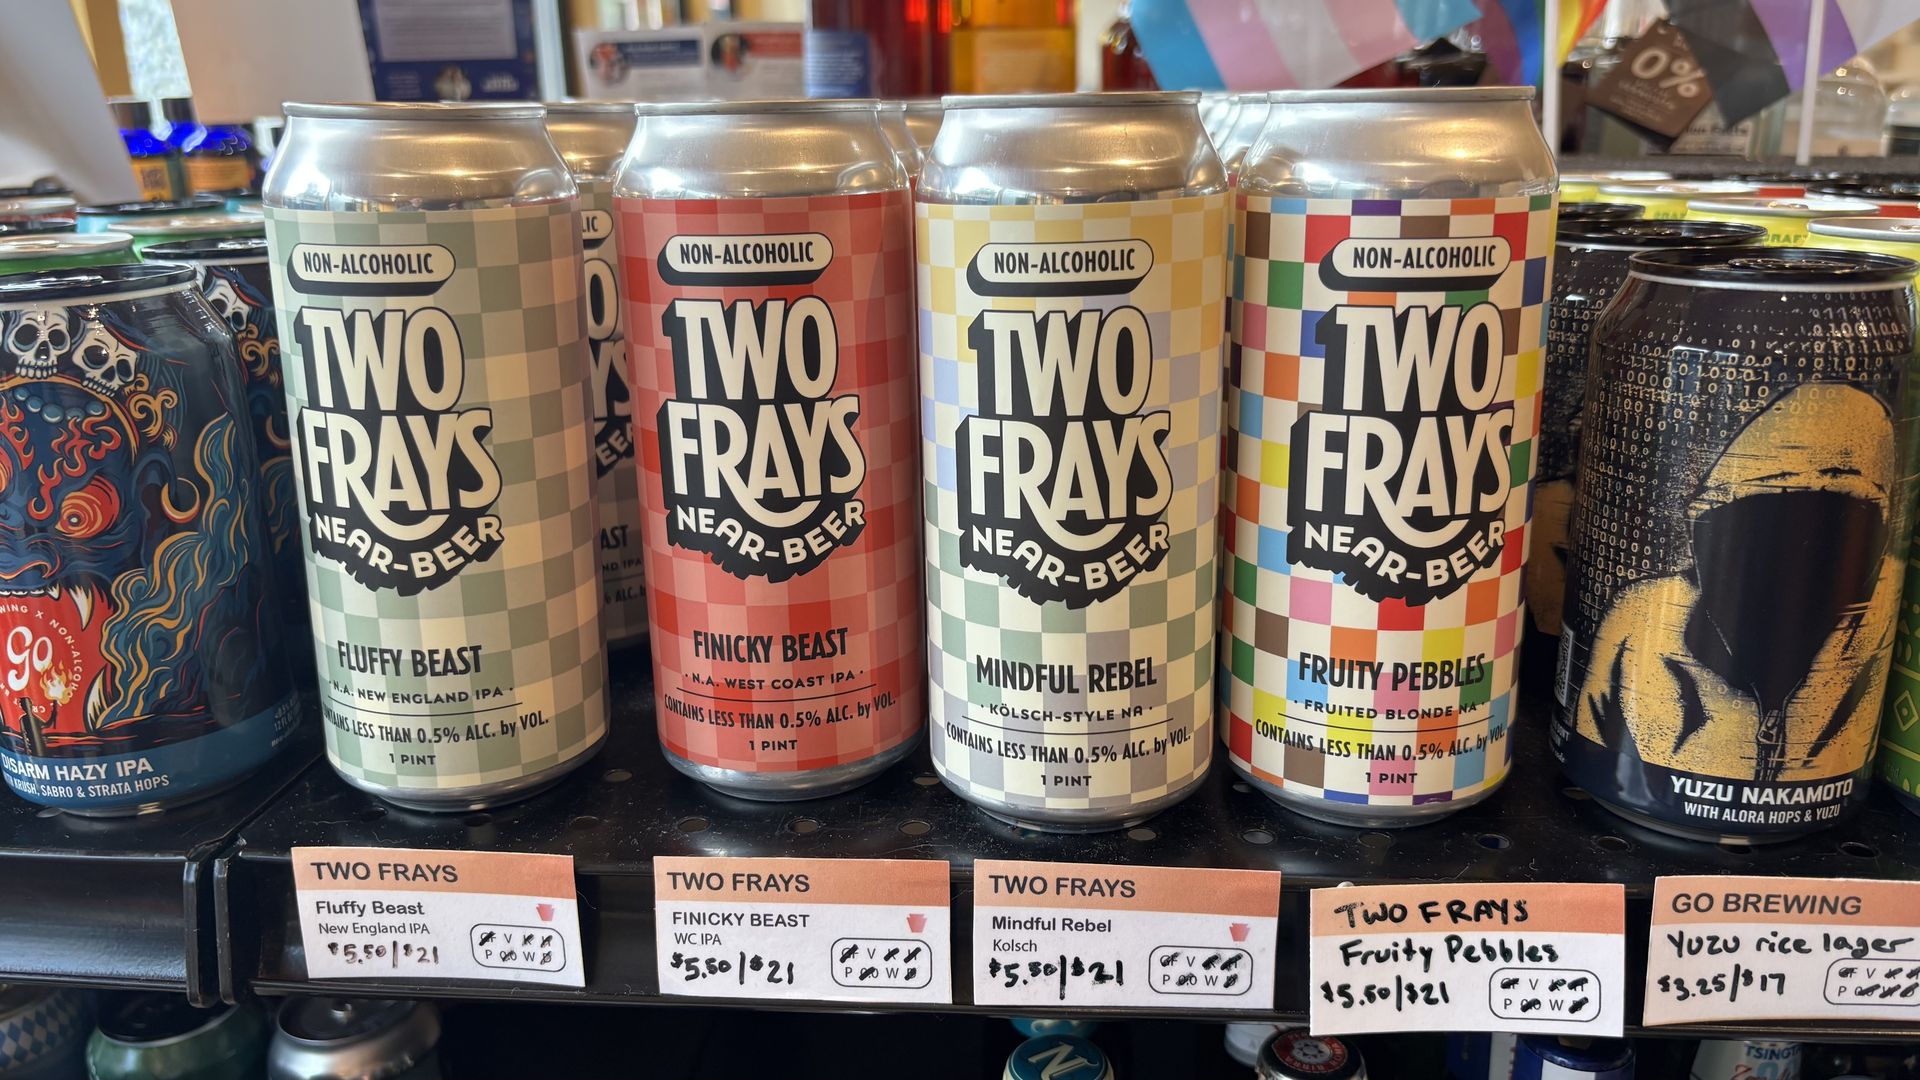 0%
NON-ALCOHOLIC
TWO
FRAYS
NEAR-BEER
FLUFFY BEAST
N.A. NEW ENGLAND IPA
CONTAINS LESS THAN 0.5% ALC. by VOL.
1 PINT
NON-ALCOHOLIC
TWO
FRAYS
NEAR-BEER
FINICKY BEAST
· N.A. WEST COAST IPA ·
CONTAINS LESS THAN 0.5% ALC. by VOL.
1 PINT
NON-ALCOHOLIC
TWO
FRAYS
NEAR-BEER
MINDFUL REBEL
· KÖLSCH-STYLE NA ·
CONTAINS LESS THAN 0.5% ALC. by VOL.
1 PINT
NON-ALCOHOLIC
TWO
FRAYS
NEAR-BEER
FRUITY PEBBLES
· FRUITED BLONDE NA ·
CONTAINS LESS THAN 0.5% ALC. by VOL.
1 PINT
go
DISARM HAZY IPA
KRUSH, SABRO & STRATA HOPS
YUZU NAKAMOTO
WITH ALORA HOPS & YUZU
TWO FRAYS
Fluffy Beast
New England IPA
$5.50/$21
V
P W
TWO FRAYS
FINICKY BEAST
WC IPA
$5.50/$21
V
P W
TWO FRAYS
Mindful Rebel
Kolsch
$5.50/$21
V
P W
TWO FRAYS
Fruity Pebbles
$5.50/$21
V
P W
GO BREWING
Yuzu rice lager
$3.25/$17
V
P
N
TSINGTA